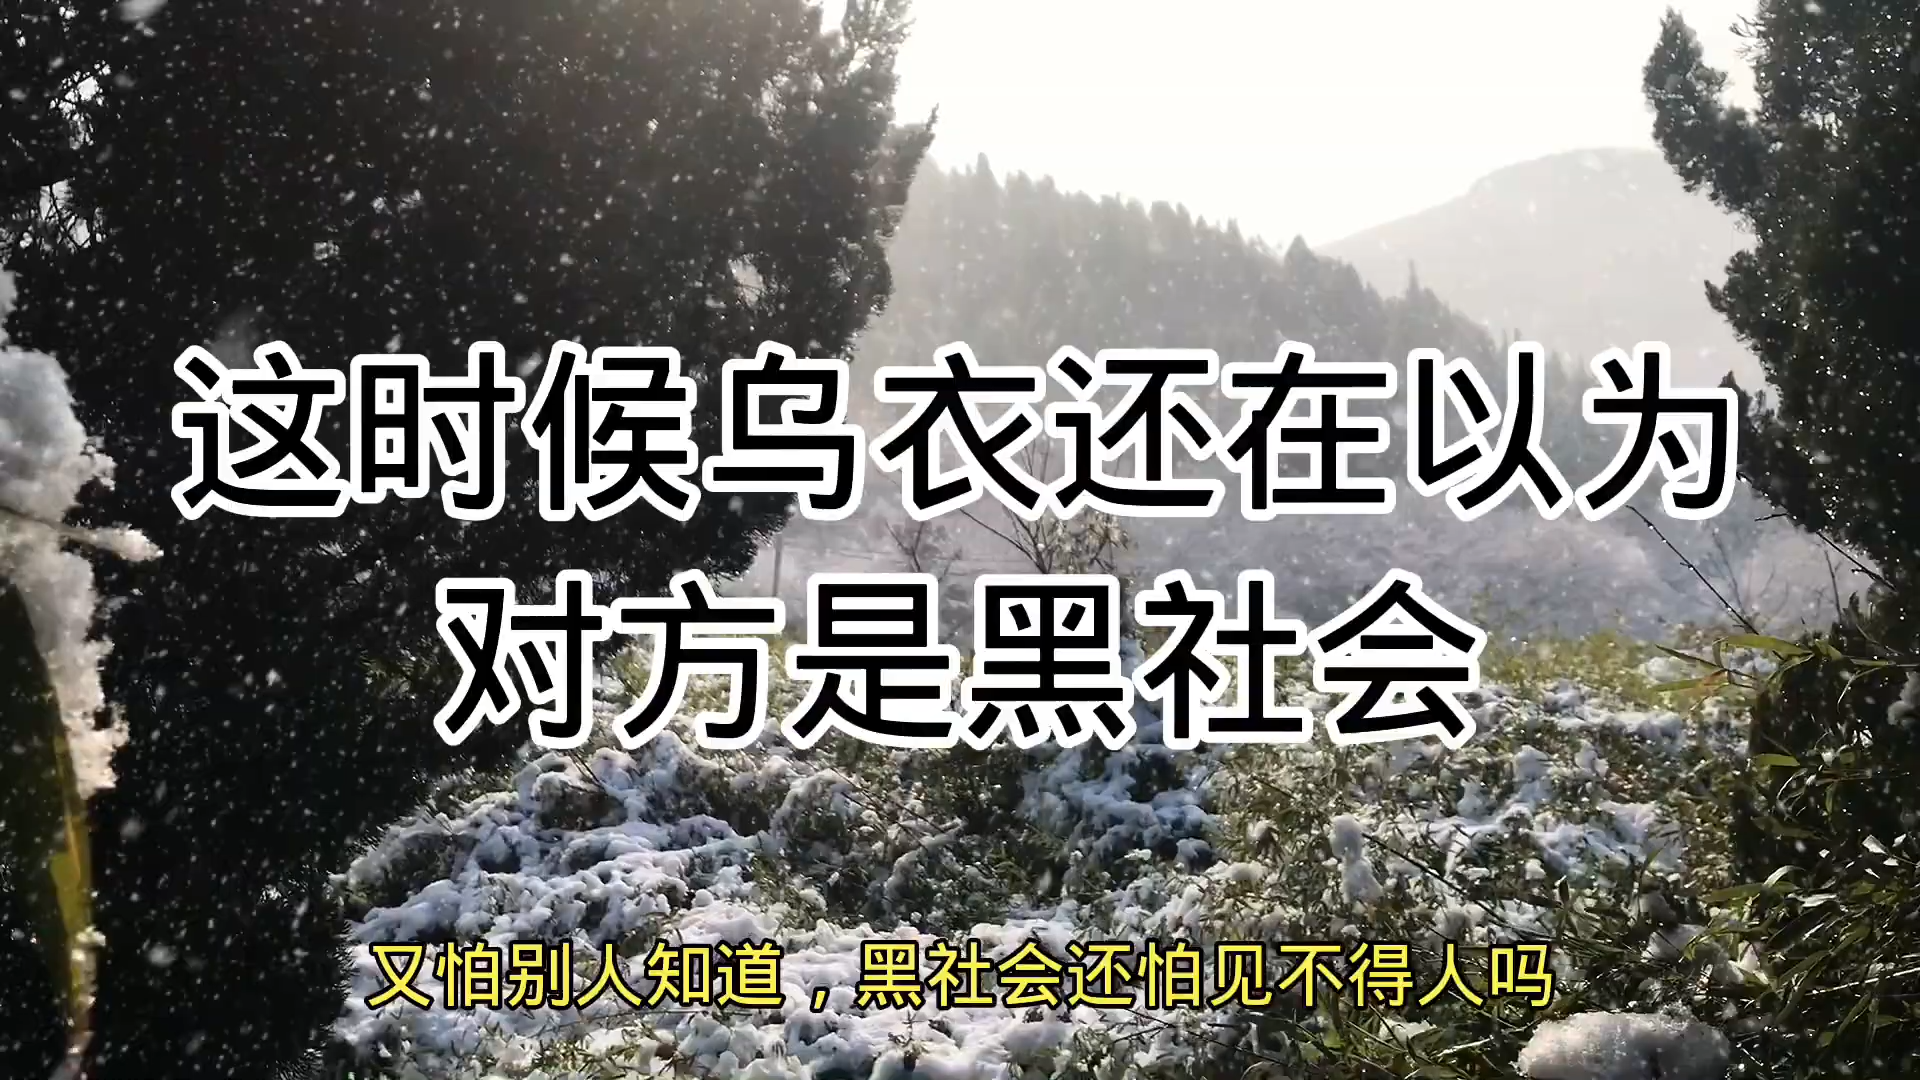 这时候乌衣还在以为
对方是黑社会
又怕别人知道，黑社会还怕见不得人吗